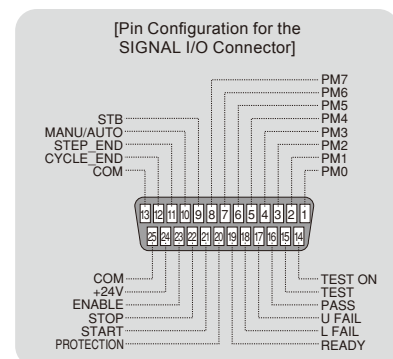 [Pin Configuration for the
SIGNAL I/O Connector]
PM7
PM6
PM5
STB PM4
MANU/AUTO PM3
STEP_END PM2
CYCLE_END PM1
COM PM0
13 12 11 10 9 8 7 6 5 4 3 2 1
25 24 23 22 21 20 19 18 17 16 15 14
COM TEST ON
+24V TEST
ENABLE PASS
STOP U FAIL
START L FAIL
PROTECTION READY